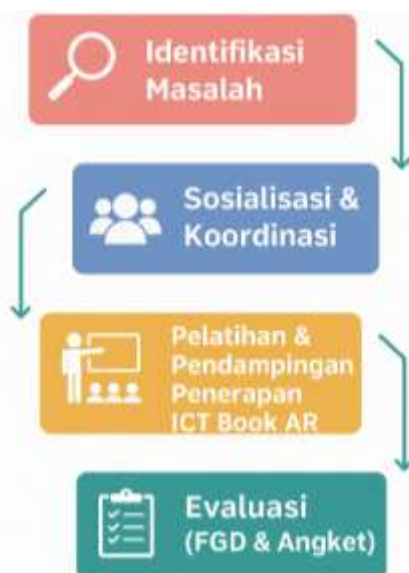 Identifikasi
Masalah
Sosialisasi &
Koordinasi
Pelatihan &
Pendampingan
Penerapan
ICT Book AR
Evaluasi
(FGD & Angket)